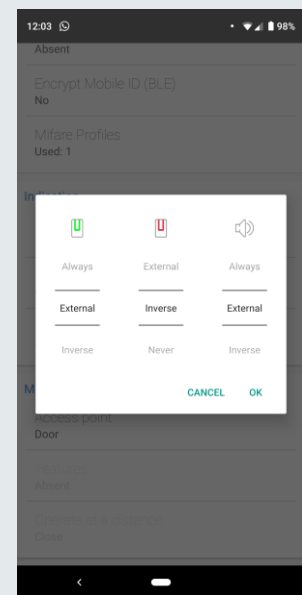 12:03 98%
Absent
Encrypt Mobile ID (BLE)
No
Mifare Profiles
Used: 1
Always External Always
External Inverse External
Inverse Never Inverse
CANCEL OK
Access point
Door
Absent
Close